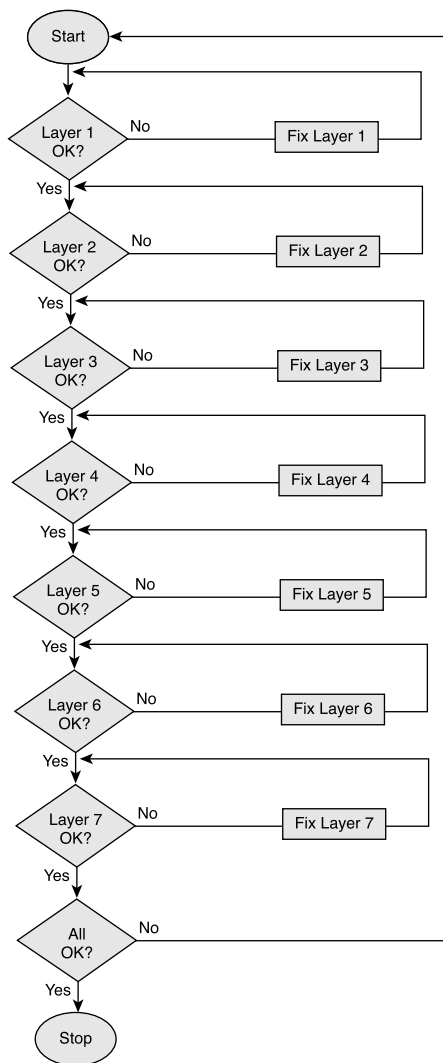 Start
Layer 1
OK?
No
Fix Layer 1
Yes
Layer 2
OK?
No
Fix Layer 2
Yes
Layer 3
OK?
No
Fix Layer 3
Yes
Layer 4
OK?
No
Fix Layer 4
Yes
Layer 5
OK?
No
Fix Layer 5
Yes
Layer 6
OK?
No
Fix Layer 6
Yes
Layer 7
OK?
No
Fix Layer 7
Yes
All
OK?
No
Yes
Stop